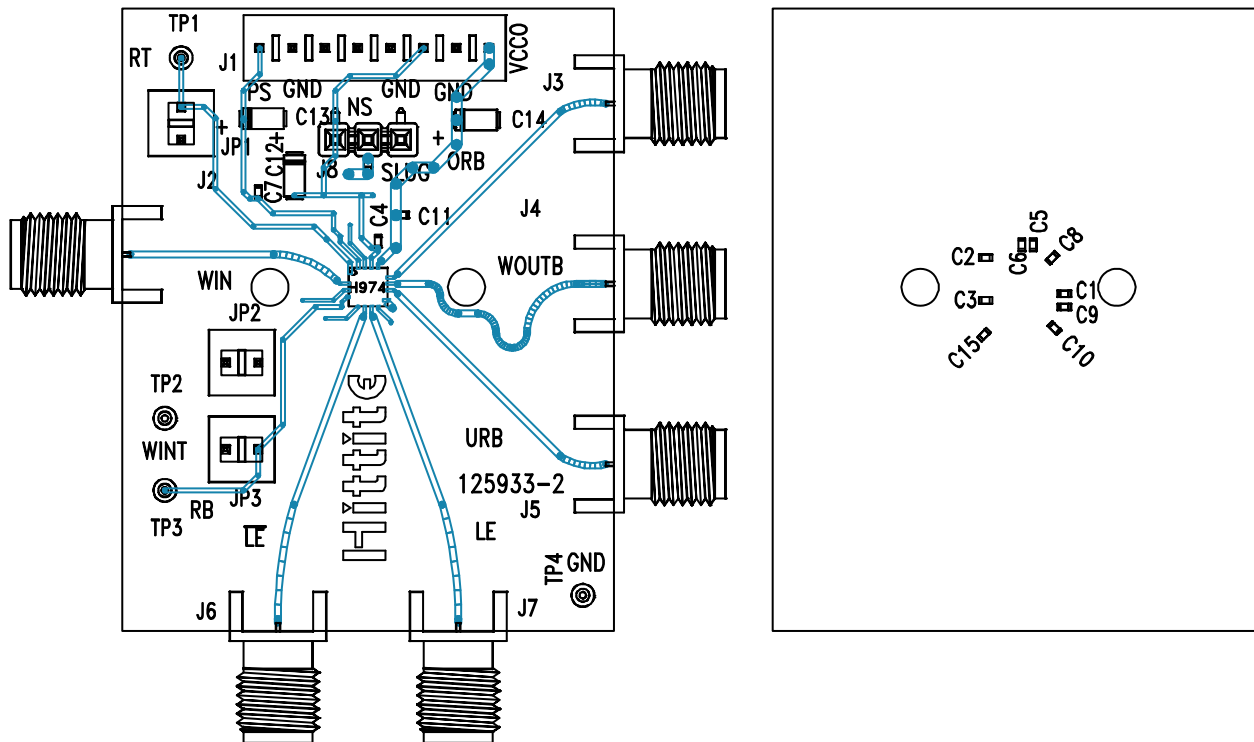 TP1
RT
J1
VCCO
J3
PS
GND
GND
GND
C13
NS
+
C14
+
JP1
+
C12
J8
SLUG
ORB
J2
C7
C4
C11
J4
WIN
H974
WOUTB
JP2
TP2
WINT
URB
125933-2
JP3
RB
TP3
J5
LE
LE
Hittite
TP4
GND
J6
J7
C5
C6
C8
C2
C1
C3
C9
C15
C10